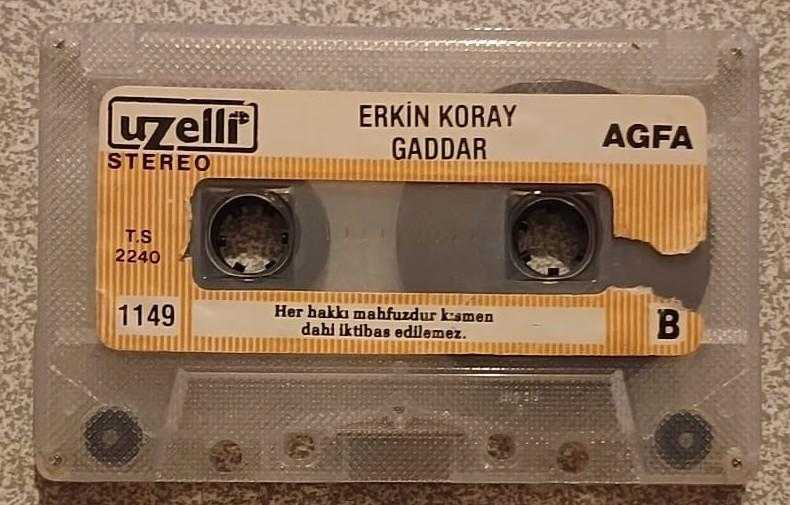 uzelli
STEREO
ERKİN KORAY
GADDAR
AGFA
T.S
2240
1149
Her hakkı mahfuzdur kısmen
dahi iktibas edilemez.
B